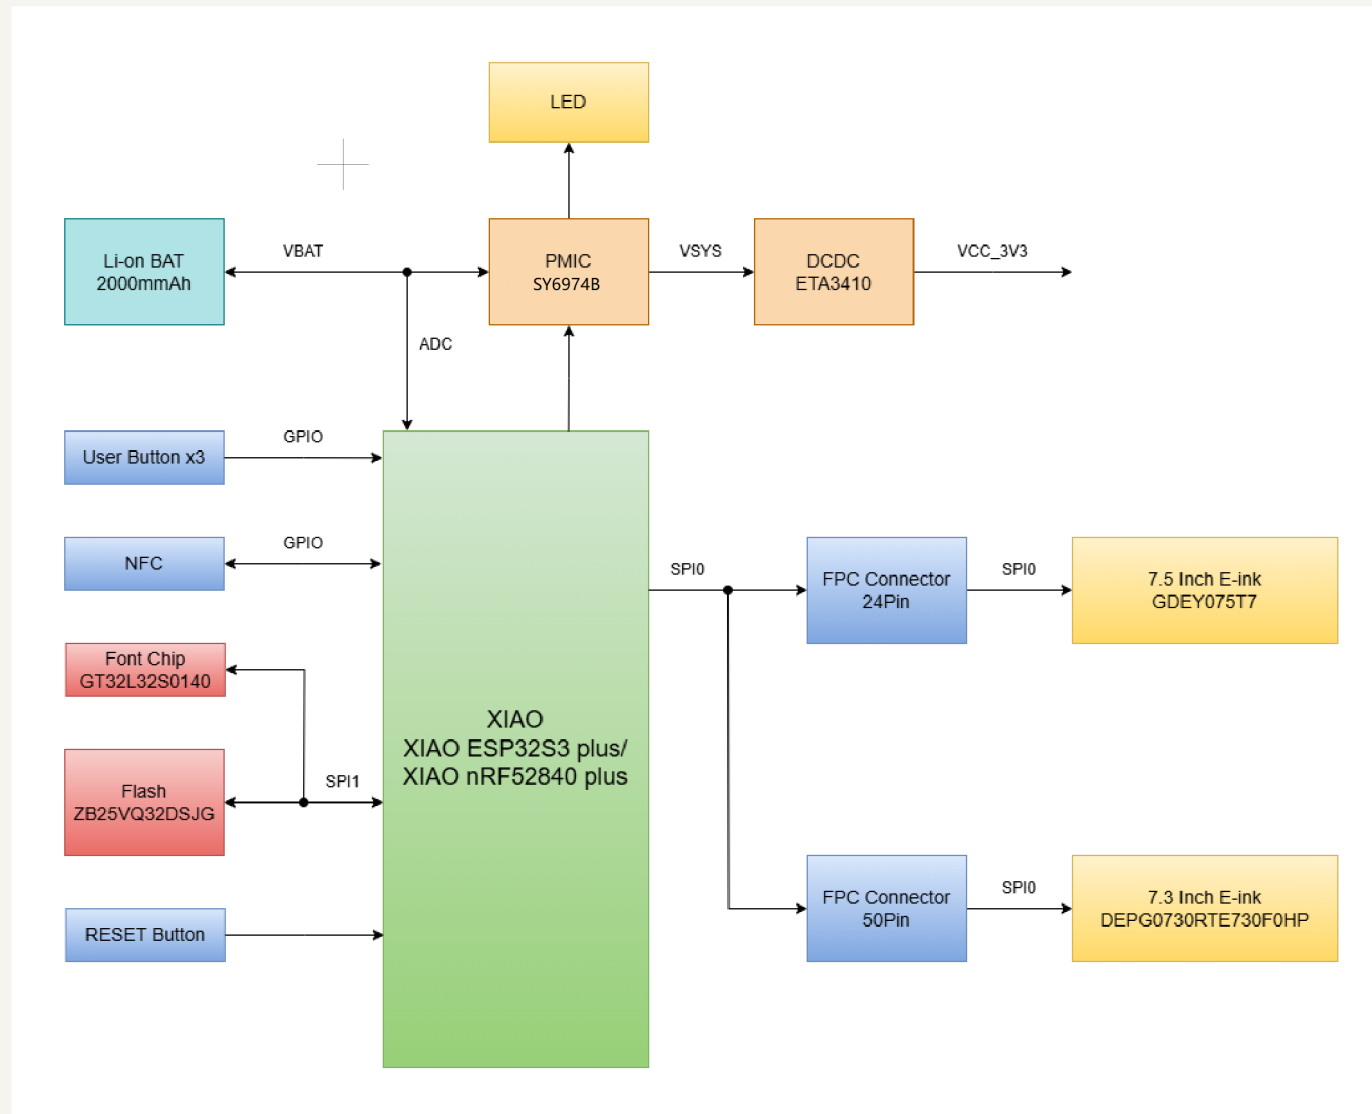 LED
Li-on BAT
2000mmAh
VBAT
PMIC
SY6974B
VSYS
DCDC
ETA3410
VCC_3V3
ADC
User Button x3
GPIO
NFC
GPIO
Font Chip
GT32L32S0140
Flash
ZB25VQ32DSJG
SPI1
RESET Button
XIAO
XIAO ESP32S3 plus/
XIAO nRF52840 plus
SPI0
FPC Connector
24Pin
SPI0
7.5 Inch E-ink
GDEY075T7
FPC Connector
50Pin
SPI0
7.3 Inch E-ink
DEPG0730RTE730F0HP